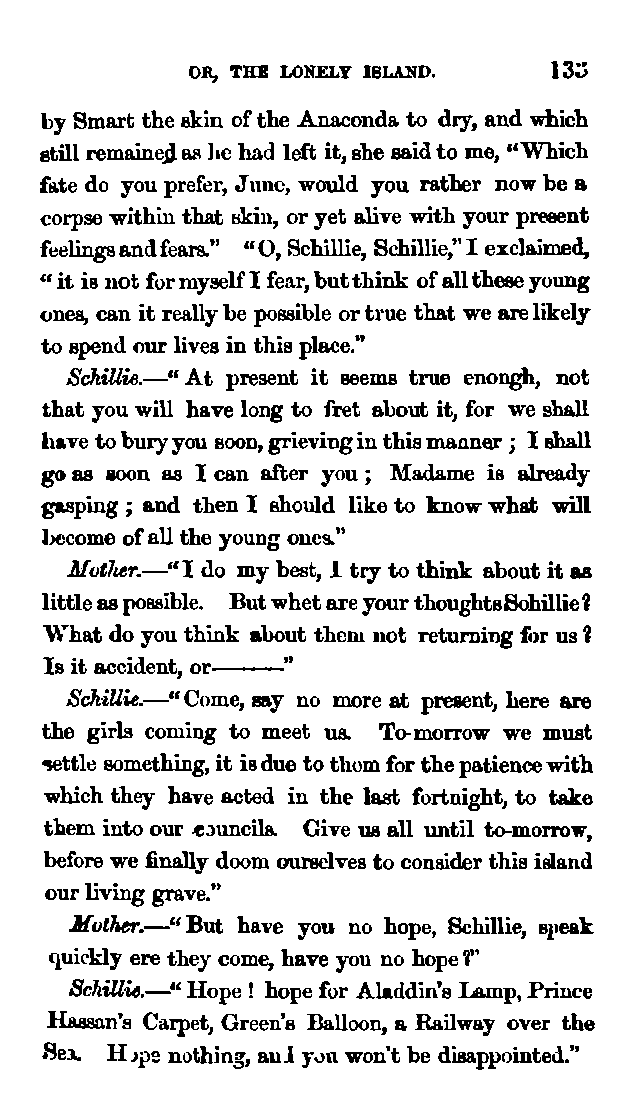 OR, THE LONELY ISLAND. 135
by Smart the skin of the Anaconda to dry, and which
still remained as he had left it, she said to me, "Which
fate do you prefer, June, would you rather now be a
corpse within that skin, or yet alive with your present
feelings and fears." "O, Schillie, Schillie," I exclaimed,
"it is not for myself I fear, but think of all these young
ones, can it really be possible or true that we are likely
to spend our lives in this place."
Schillie.—"At present it seems true enongh, not
that you will have long to fret about it, for we shall
have to bury you soon, grieving in this manner; I shall
go as soon as I can after you; Madame is already
gasping; and then I should like to know what will
become of all the young ones."
Mother.—"I do my best, I try to think about it as
little as possible. But whet are your thoughts Schillie?
What do you think about them not returning for us?
Is it accident, or———"
Schillie.—"Come, say no more at present, here are
the girls coming to meet us. To-morrow we must
settle something, it is due to them for the patience with
which they have acted in the last fortnight, to take
them into our councils. Give us all until to-morrow,
before we finally doom ourselves to consider this island
our living grave."
Mother.—"But have you no hope, Schillie, speak
quickly ere they come, have you no hope?"
Schillie.—"Hope! hope for Aladdin's Lamp, Prince
Hassan's Carpet, Green's Balloon, a Railway over the
Sea. Hope nothing, and you won't be disappointed."